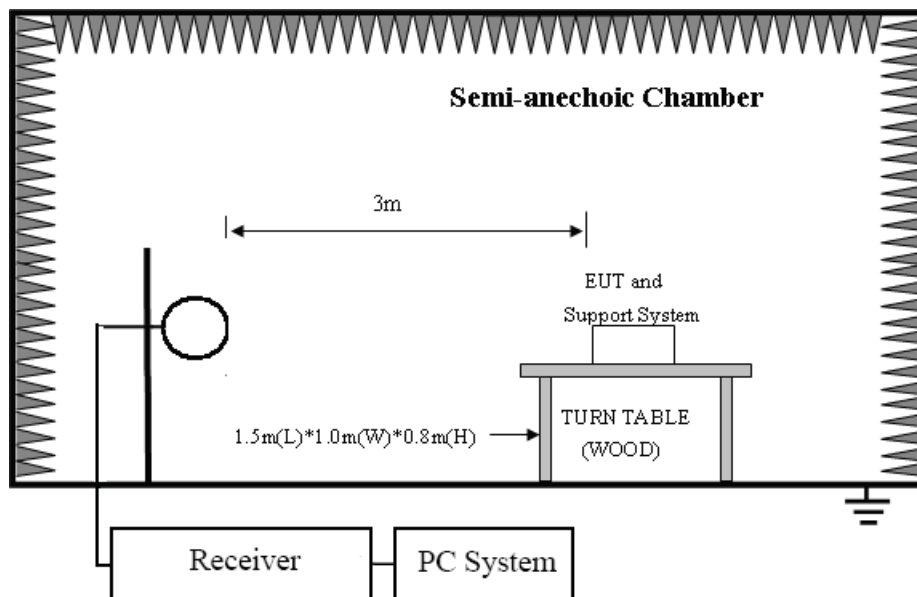 Semi-anechoic Chamber
3m
EUT and
Support System
1.5m(L)*1.0m(W)*0.8m(H)
TURN TABLE
(WOOD)
Receiver
PC System